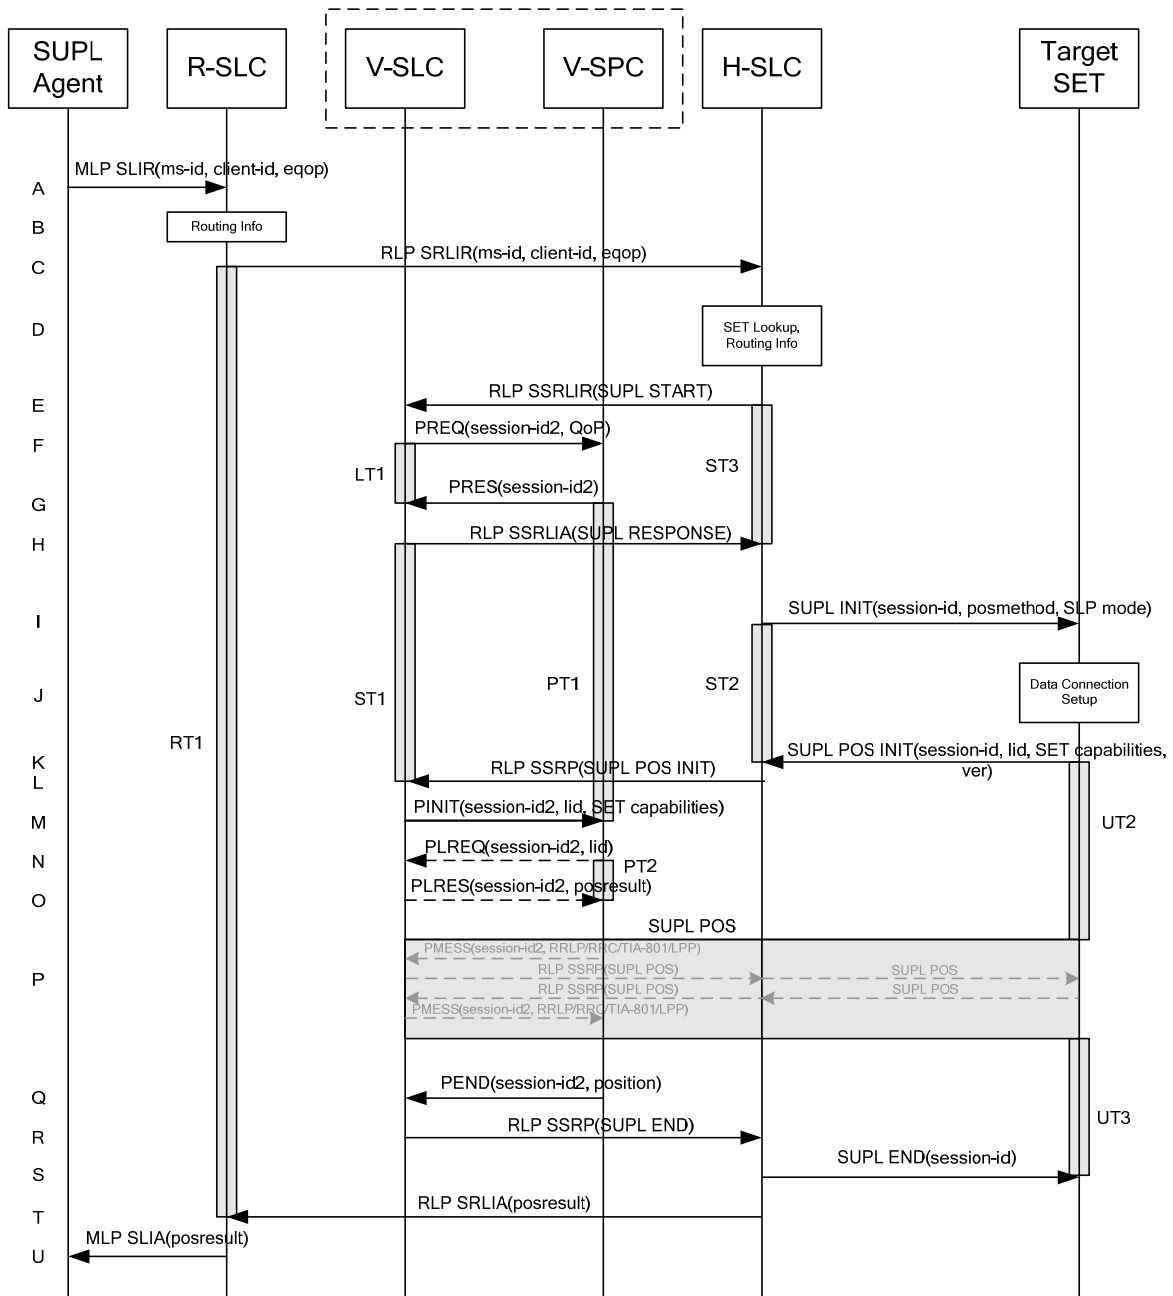 SUPL
Agent
R-SLC
V-SLC
V-SPC
H-SLC
Target
SET
MLP SLIR(ms-id, client-id, eqop)
A
B
Routing Info
RLP SRLIR(ms-id, client-id, eqop)
C
D
SET Lookup,
Routing Info
RLP SSRLIR(SUPL START)
E
PREQ(session-id2, QoP)
F
LT1
ST3
PRES(session-id2)
G
RLP SSRLIA(SUPL RESPONSE)
H
SUPL INIT(session-id, posmethod, SLP mode)
I
J
ST1
PT1
ST2
Data Connection
Setup
RT1
SUPL POS INIT(session-id, lid, SET capabilities,
ver)
K
RLP SSRP(SUPL POS INIT)
L
PINIT(session-id2, lid, SET capabilities)
M
UT2
PLREQ(session-id2, lid)
N
PT2
PLRES(session-id2, posresult)
O
SUPL POS
PMESS(session-id2, RRLP/RRC/TIA-801/LPP)
RLP SSRP(SUPL POS)
SUPL POS
P
RLP SSRP(SUPL POS)
SUPL POS
PMESS(session-id2, RRLP/RRC/TIA-801/LPP)
PEND(session-id2, position)
Q
RLP SSRP(SUPL END)
R
UT3
SUPL END(session-id)
S
RLP SRLIA(posresult)
T
MLP SLIA(posresult)
U